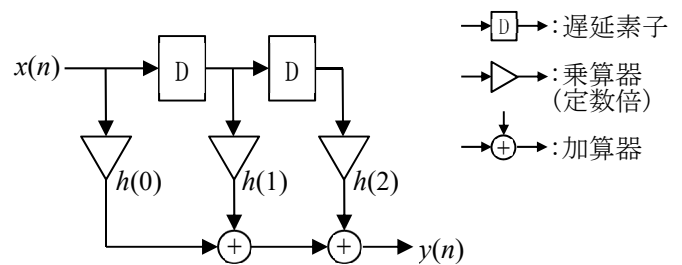 x(n)
D
D
h(0)
h(1)
h(2)
+
+
y(n)
D :遅延素子
:乗算器
(定数倍)
+ :加算器